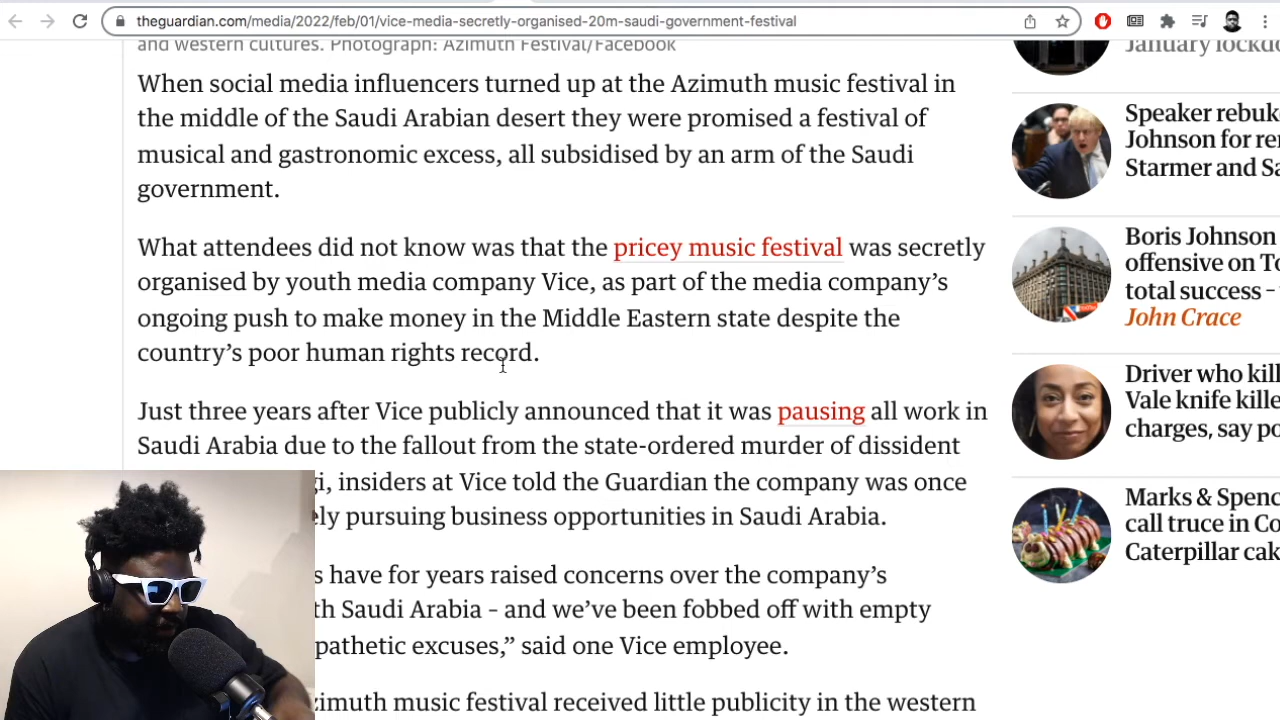 theguardian.com/media/2022/feb/01/vice-media-secretly-organised-20m-saudi-government-festival
and western cultures. Photograph: Azimuth Festival/Facebook
When social media influencers turned up at the Azimuth music festival in
the middle of the Saudi Arabian desert they were promised a festival of
musical and gastronomic excess, all subsidised by an arm of the Saudi
government.
What attendees did not know was that the pricey music festival was secretly
organised by youth media company Vice, as part of the media company’s
ongoing push to make money in the Middle Eastern state despite the
country’s poor human rights record.
Just three years after Vice publicly announced that it was pausing all work in
Saudi Arabia due to the fallout from the state-ordered murder of dissident
insiders at Vice told the Guardian the company was once
pursuing business opportunities in Saudi Arabia.
have for years raised concerns over the company’s
Saudi Arabia – and we’ve been fobbed off with empty
pathetic excuses,” said one Vice employee.
music festival received little publicity in the western
January
Speaker
Johnson for
Starmer and
Boris Johnson
offensive on
total success –
John Crace
Driver who
Vale knife
charges, say
Marks &
call truce in
Caterpillar